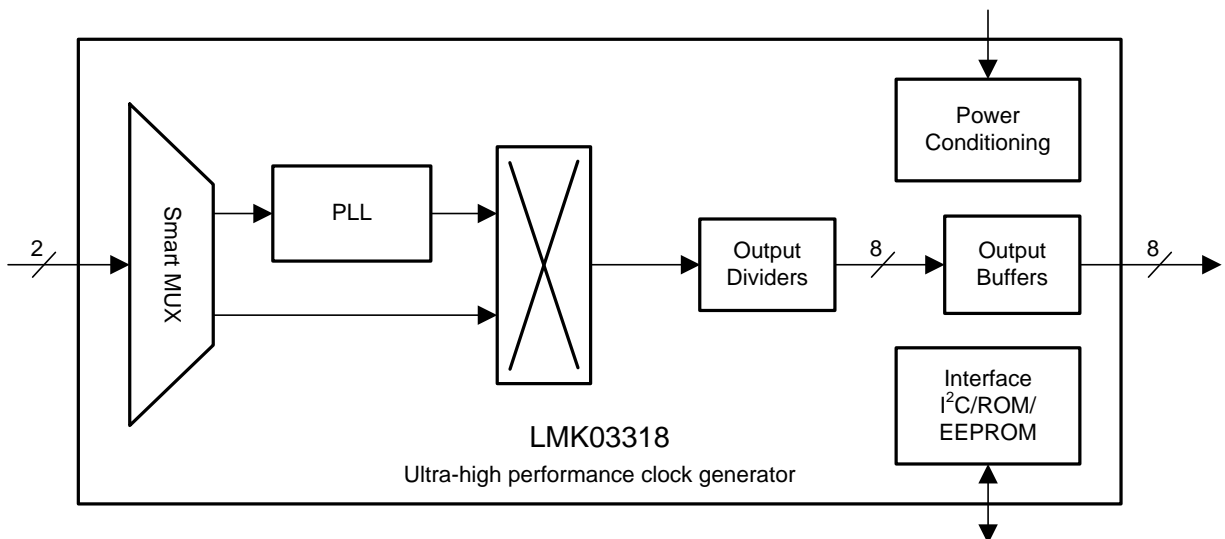 Power
Conditioning
Smart MUX
PLL
2
Output
Dividers
8
Output
Buffers
8
Interface
I²C/ROM/
EEPROM
LMK03318
Ultra-high performance clock generator